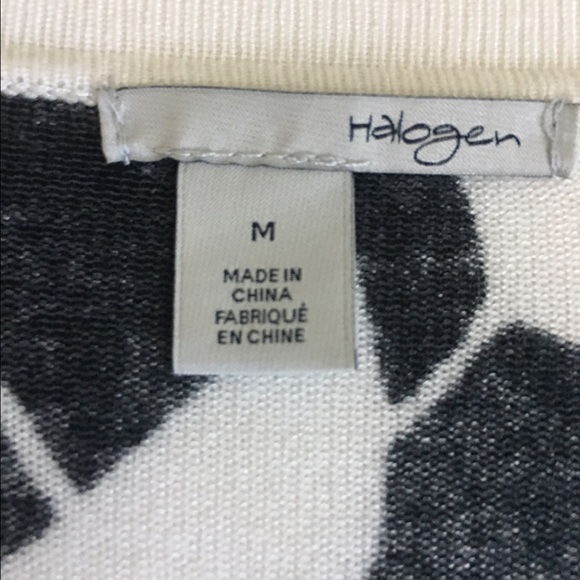 Halogen
M
MADE IN
CHINA
FABRIQUÉ
EN CHINE